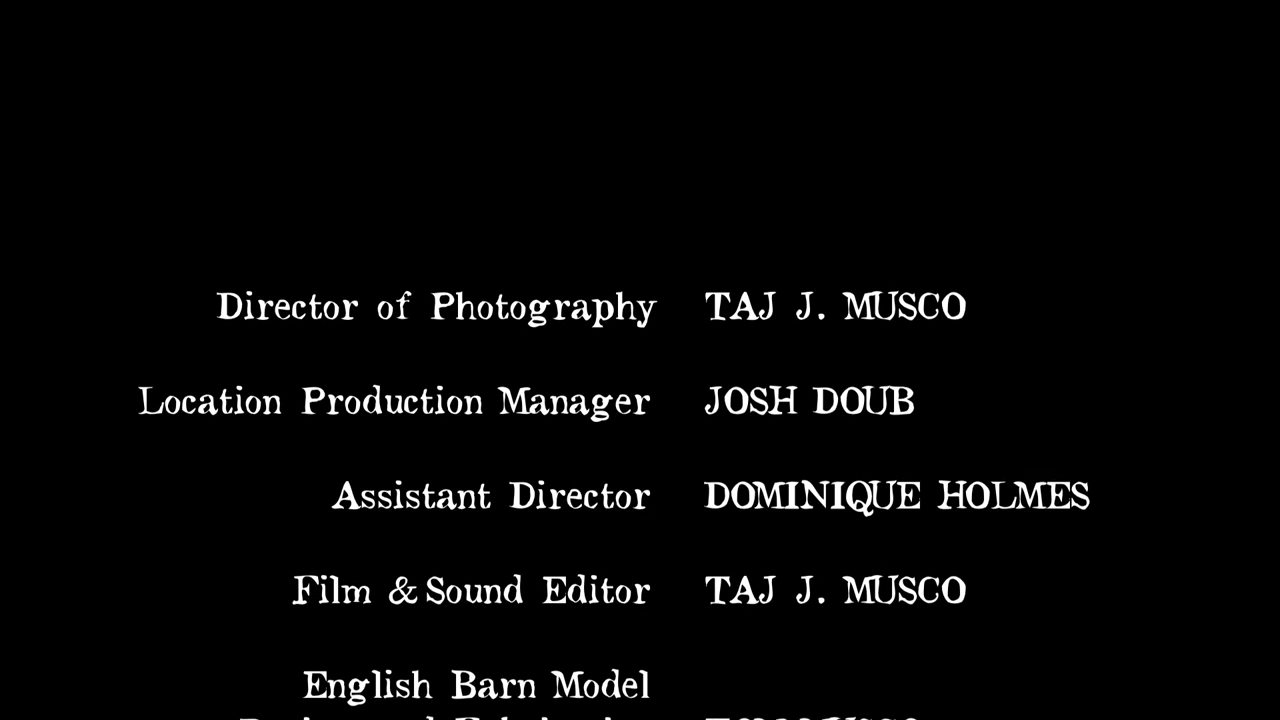 Director of Photography TAJ J. MUSCO
Location Production Manager JOSH DOUB
Assistant Director DOMINIQUE HOLMES
Film & Sound Editor TAJ J. MUSCO
English Barn Model